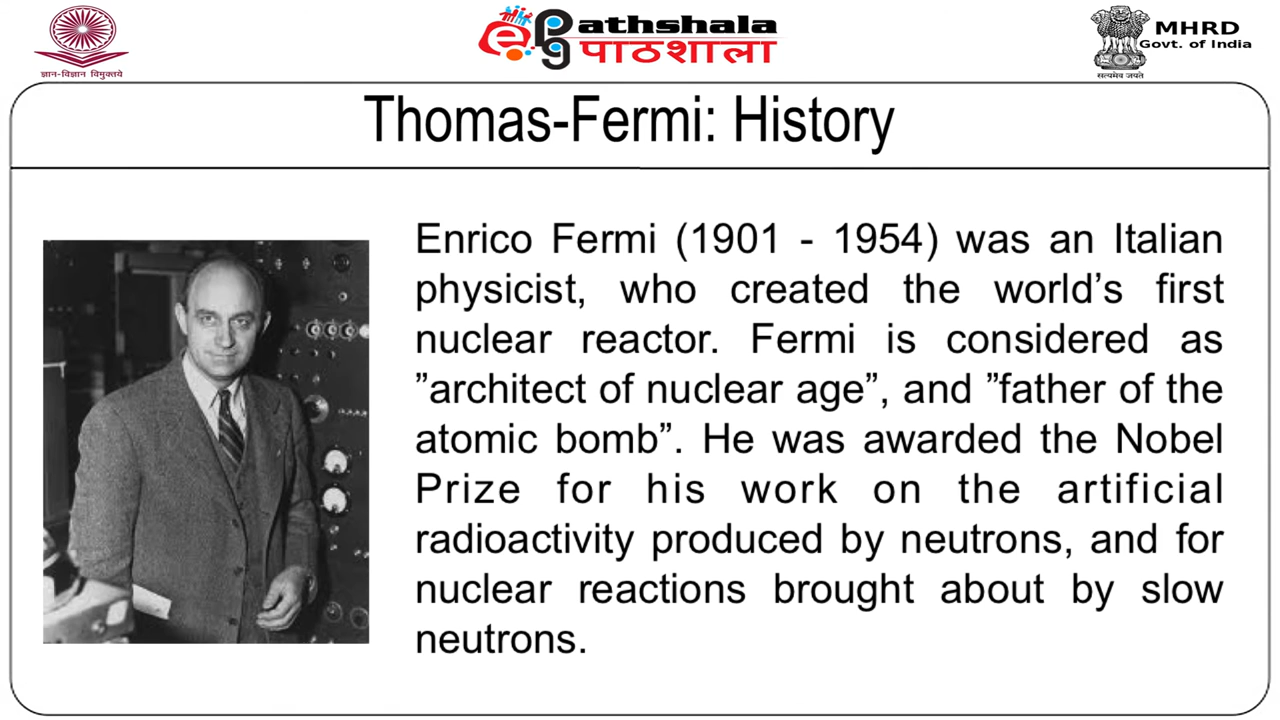 ज्ञान-विज्ञान विमुक्तये
e pg Pathshala
पाठशाला
MHRD
Govt. of India
सत्यमेव जयते
Thomas-Fermi: History
Enrico Fermi (1901 - 1954) was an Italian
physicist, who created the world’s first
nuclear reactor. Fermi is considered as
”architect of nuclear age”, and ”father of the
atomic bomb”. He was awarded the Nobel
Prize for his work on the artificial
radioactivity produced by neutrons, and for
nuclear reactions brought about by slow
neutrons.